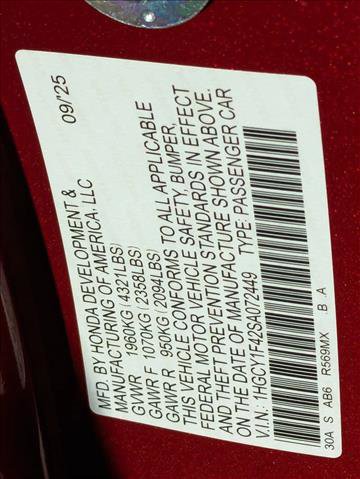 MFD. BY HONDA DEVELOPMENT &
MANUFACTURING OF AMERICA, LLC 09/'25
GVWR 1960KG (4321LBS)
GAWR F 1070KG (2358LBS)
GAWR R 950KG (2094LBS)
THIS VEHICLE CONFORMS TO ALL APPLICABLE
FEDERAL MOTOR VEHICLE SAFETY, BUMPER,
AND THEFT PREVENTION STANDARDS IN EFFECT
ON THE DATE OF MANUFACTURE SHOWN ABOVE.
V.I.N.: 1HGCY1F42SA072449 TYPE: PASSENGER CAR
30A S AB6 R569MX .B .A